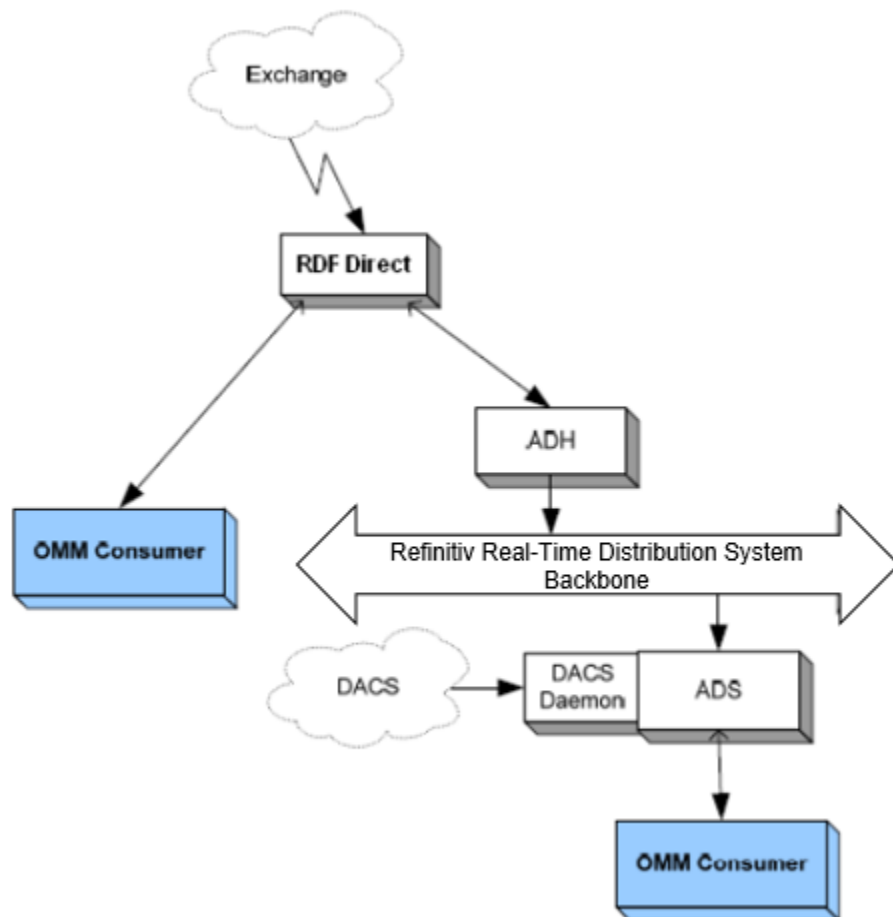 Exchange
RDF Direct
ADH
OMM Consumer
Refinitiv Real-Time Distribution System
Backbone
DACS
DACS
Daemon
ADS
OMM Consumer